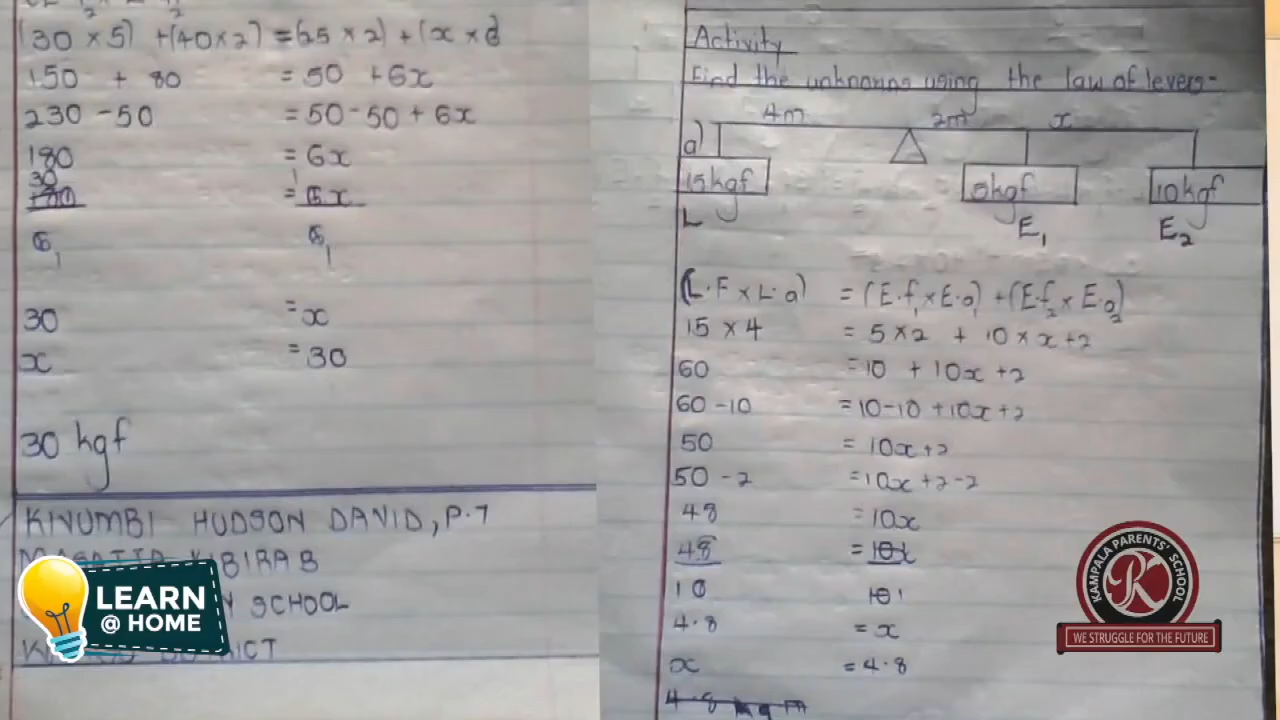 (30 × 5) + (40 × 2) = (25 × 2) + (x × 6
150 + 80 = 50 + 6x
230 - 50 = 50 - 50 + 6x
180 = 6x
30 1
180 = 6x
6 1 6 1
30 = x
x = 30
30 kgf
KIVUMBI HUDSON DAVID, P.7
KIBIRA B
SCHOOL
LEARN
@ HOME
Activity
Find the unknowns using the law of levers-
4m 2m x
a)
15kgf 5kgf 10kgf
L E1 E2
(L.F × L.a) = (E.f1 × E.a1) + (E.f2 × E.a2)
15 × 4 = 5 × 2 + 10 × x + 2
60 = 10 + 10x + 2
60 - 10 = 10 - 10 + 10x + 2
50 = 10x + 2
50 - 2 = 10x + 2 - 2
48 = 10x
48 = 10x
10 10 1
4.8 = x
x = 4.8
KAMPALA PARENTS' SCHOOL
K
WE STRUGGLE FOR THE FUTURE